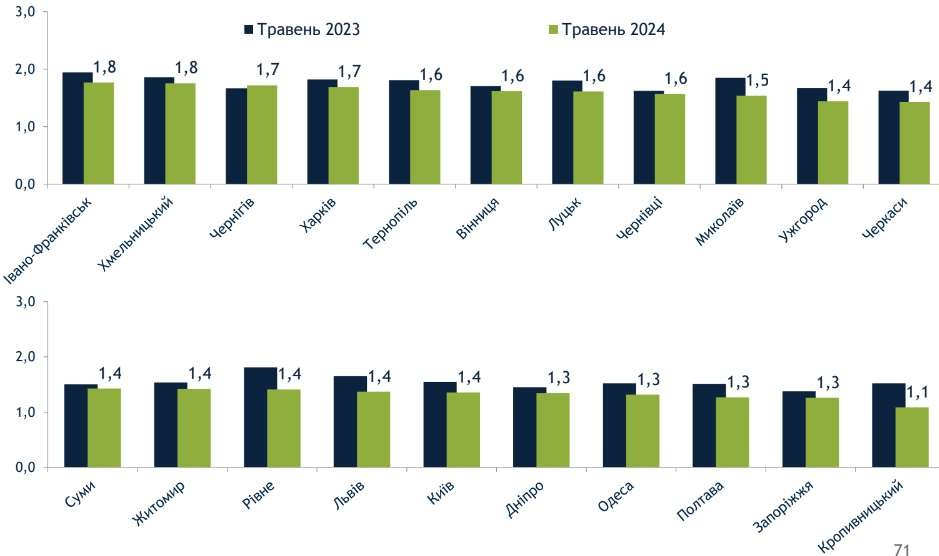 3,0
Травень 2023
Травень 2024
2,0
1,8
1,8
1,7
1,7
1,6
1,6
1,6
1,6
1,5
1,4
1,4
1,0
0,0
Івано-Франківськ
Хмельницький
Чернігів
Харків
Тернопіль
Вінниця
Луцьк
Чернівці
Миколаїв
Ужгород
Черкаси
3,0
2,0
1,4
1,4
1,4
1,4
1,4
1,3
1,3
1,3
1,3
1,1
1,0
0,0
Суми
Житомир
Рівне
Львів
Київ
Дніпро
Одеса
Полтава
Запоріжжя
Кропивницький
71